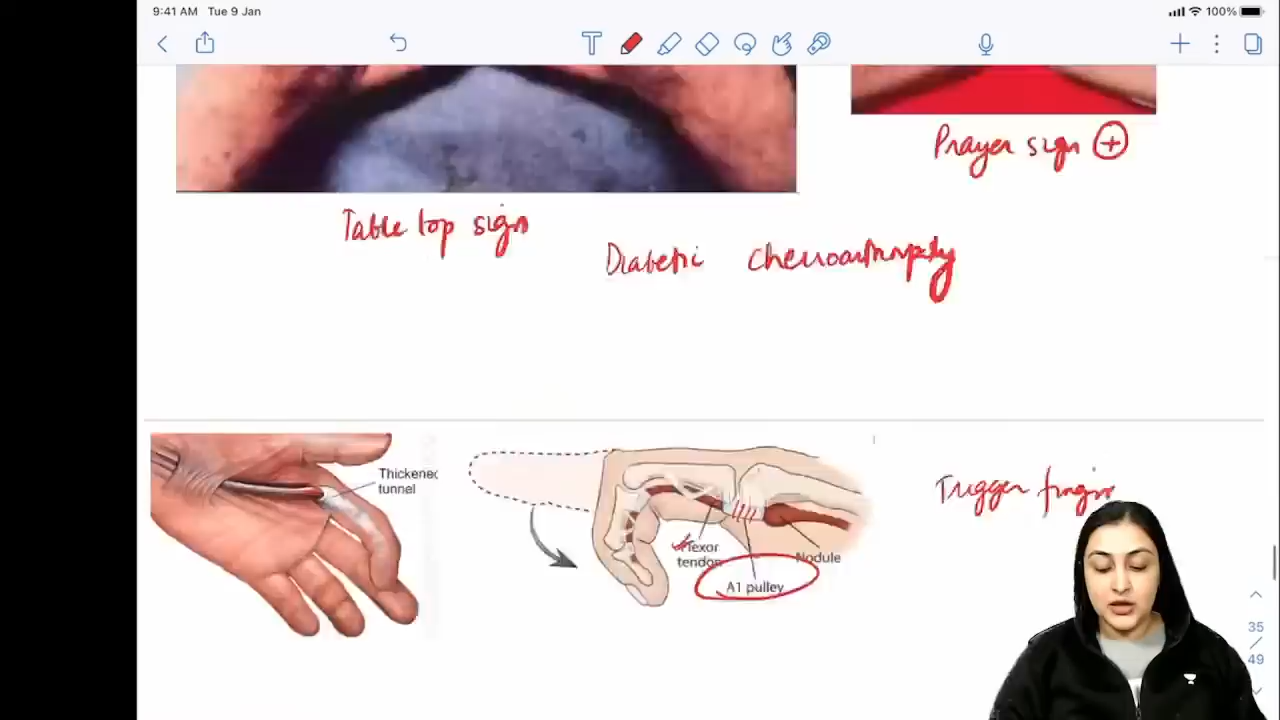 9:41 AM Tue 9 Jan
100%
Prayer sign +
Table top sign
Diabetic cheiroarthropathy
Thickened
tunnel
Flexor
tendon
A1 pulley
Nodule
Trigger finger
35
/
49